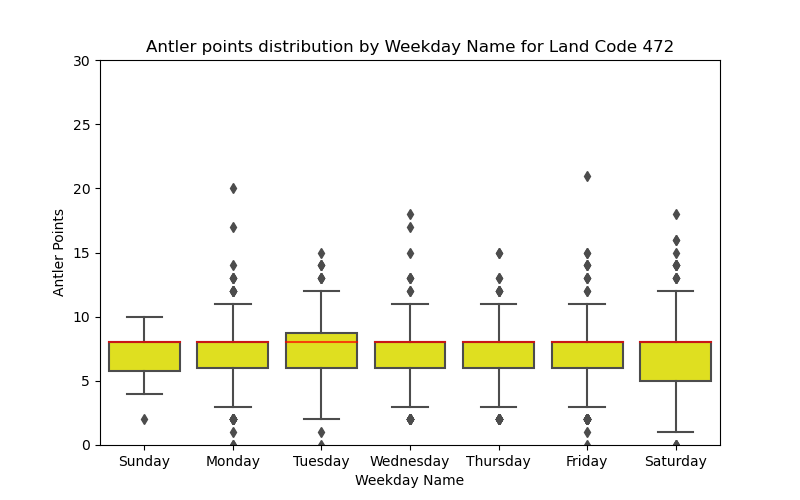 Antler points distribution by Weekday Name for Land Code 472
30
25
20
15
10
5
0
Antler Points
Sunday Monday Tuesday Wednesday Thursday Friday Saturday
Weekday Name